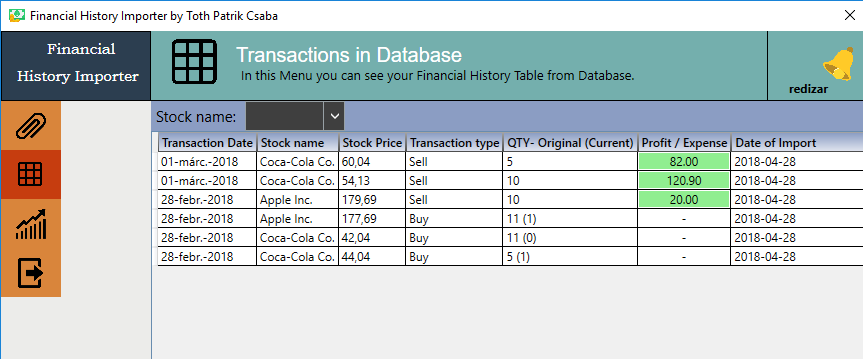 Financial History Importer by Toth Patrik Csaba
Financial
History Importer
Transactions in Database
In this Menu you can see your Financial History Table from Database.
redizar
Stock name:
Transaction Date Stock name Stock Price Transaction type QTY- Original (Current) Profit / Expense Date of Import
01-márc.-2018 Coca-Cola Co. 60,04 Sell 5 82.00 2018-04-28
01-márc.-2018 Coca-Cola Co. 54,13 Sell 10 120.90 2018-04-28
28-febr.-2018 Apple Inc. 179,69 Sell 10 20.00 2018-04-28
28-febr.-2018 Apple Inc. 177,69 Buy 11 (1) - 2018-04-28
28-febr.-2018 Coca-Cola Co. 42,04 Buy 11 (0) - 2018-04-28
28-febr.-2018 Coca-Cola Co. 44,04 Buy 5 (1) - 2018-04-28